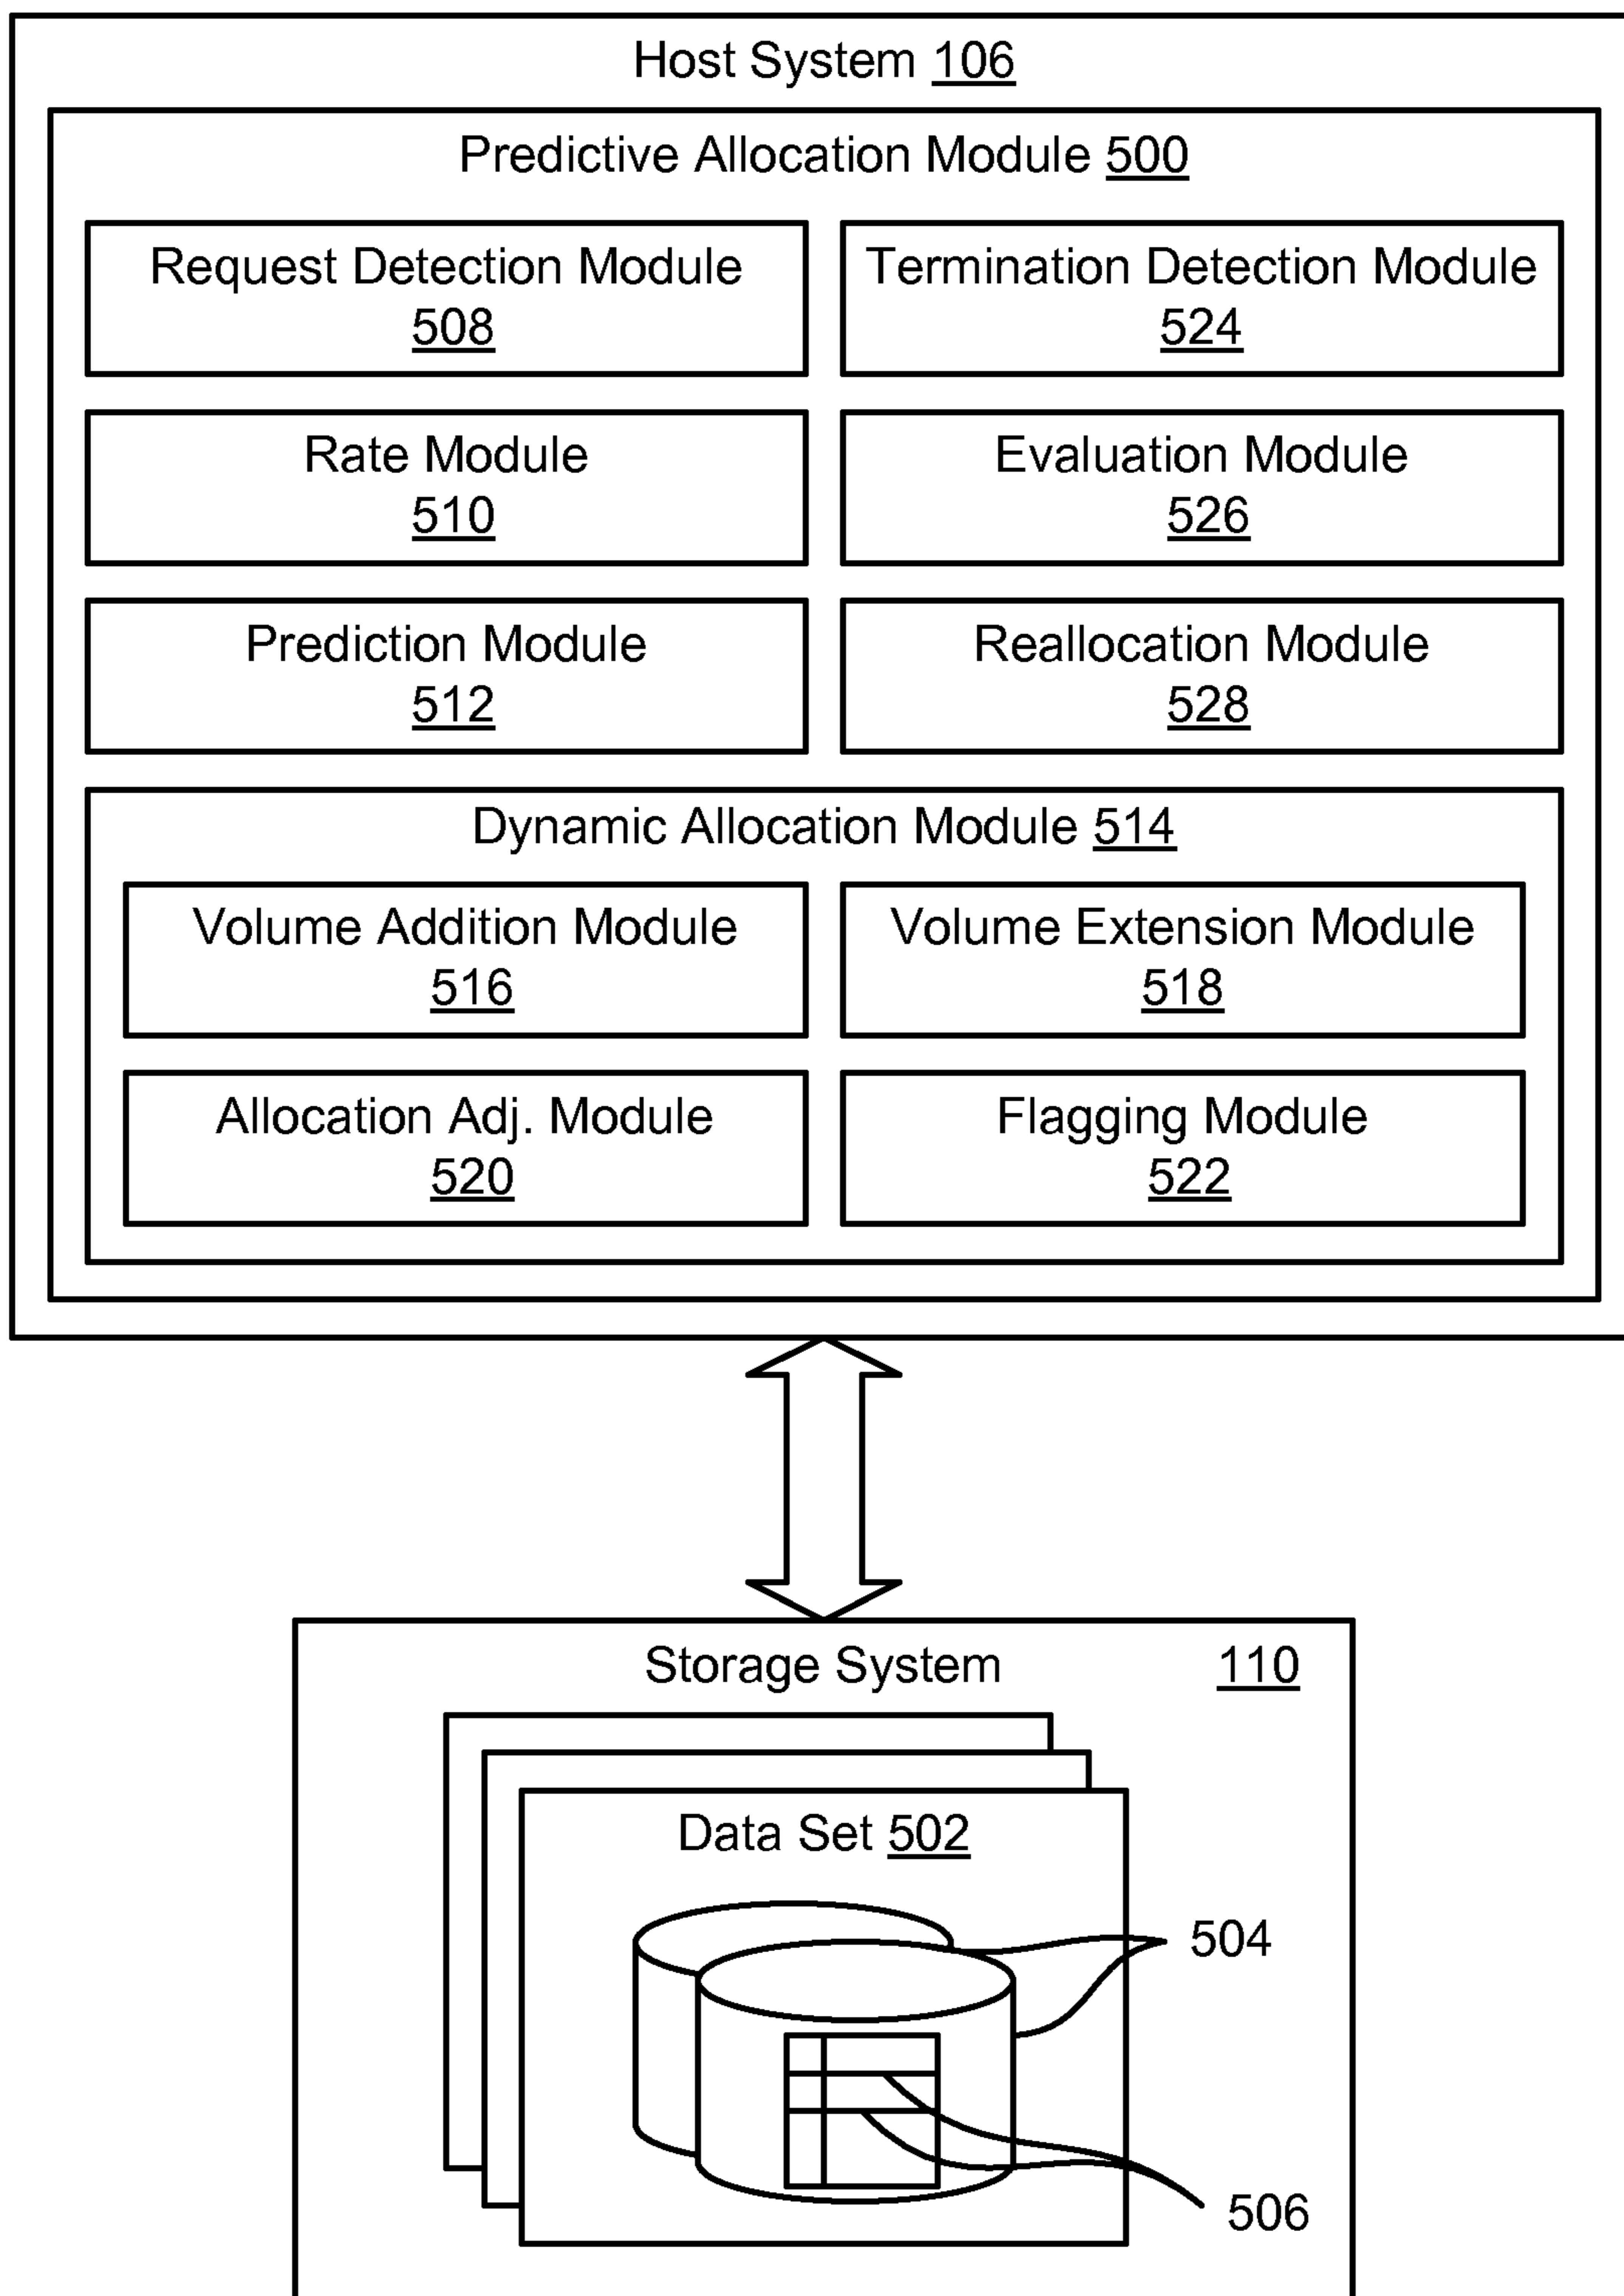 Host System 106
Predictive Allocation Module 500
Request Detection Module
508
Termination Detection Module
524
Rate Module
510
Evaluation Module
526
Prediction Module
512
Reallocation Module
528
Dynamic Allocation Module 514
Volume Addition Module
516
Volume Extension Module
518
Allocation Adj. Module
520
Flagging Module
522
Storage System 110
Data Set 502
504
506